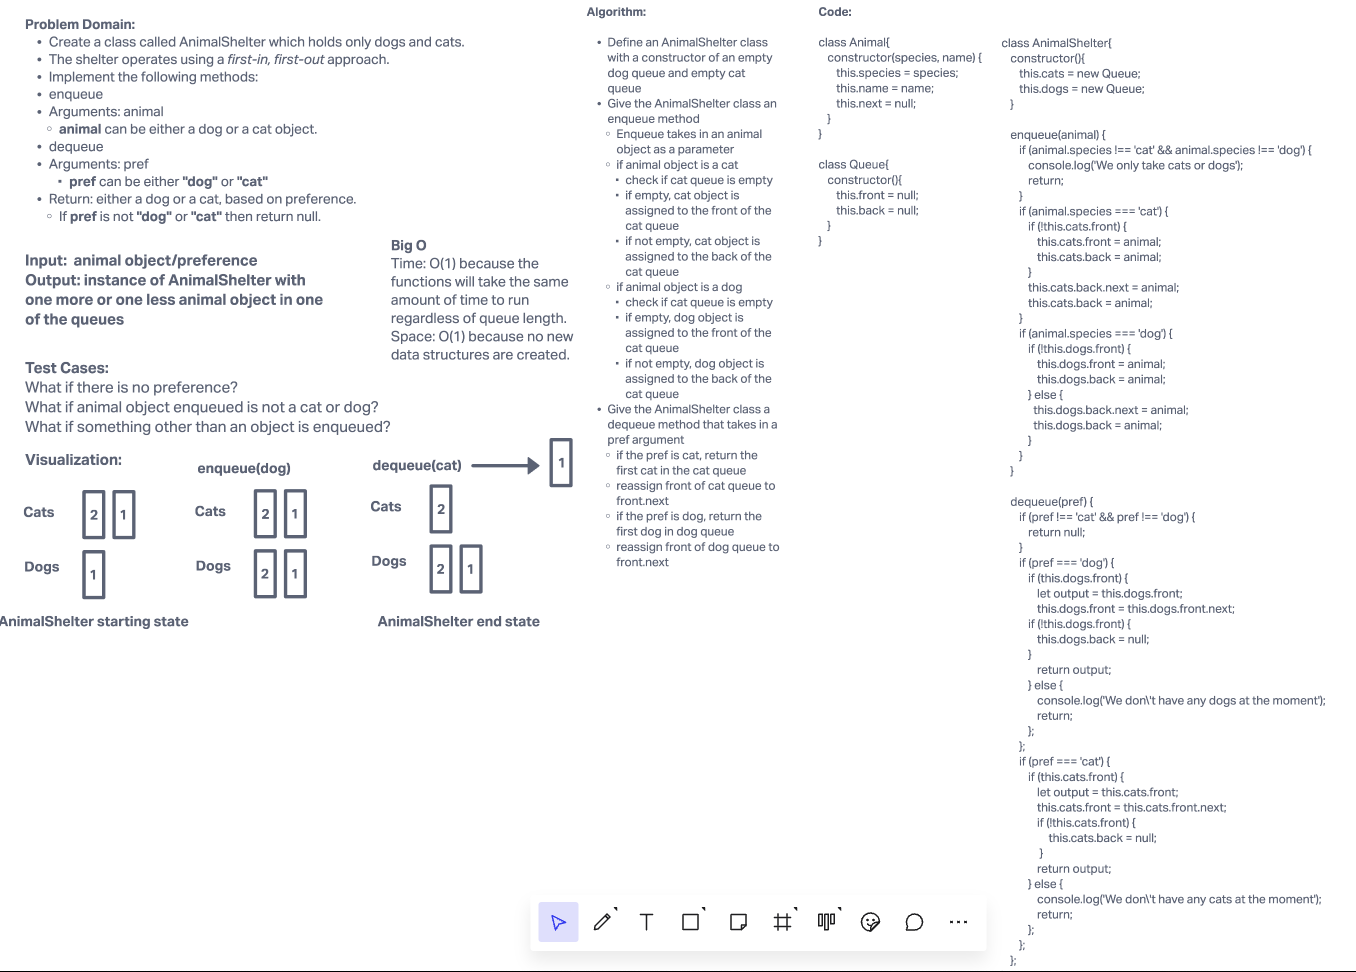 Problem Domain:
• Create a class called AnimalShelter which holds only dogs and cats.
• The shelter operates using a first-in, first-out approach.
• Implement the following methods:
• enqueue
• Arguments: animal
◦ animal can be either a dog or a cat object.
• dequeue
• Arguments: pref
▪ pref can be either "dog" or "cat"
• Return: either a dog or a cat, based on preference.
◦ If pref is not "dog" or "cat" then return null.
Input:  animal object/preference
Output: instance of AnimalShelter with
one more or one less animal object in one
of the queues
Big O
Time: O(1) because the
functions will take the same
amount of time to run
regardless of queue length.
Space: O(1) because no new
data structures are created.
Test Cases:
What if there is no preference?
What if animal object enqueued is not a cat or dog?
What if something other than an object is enqueued?
Visualization:
Cats
2 1
Dogs
1
AnimalShelter starting state
enqueue(dog)
Cats
2 1
Dogs
2 1
dequeue(cat)
1
Cats
2
Dogs
2 1
AnimalShelter end state
Algorithm:
• Define an AnimalShelter class
with a constructor of an empty
dog queue and empty cat
queue
• Give the AnimalShelter class an
enqueue method
◦ Enqueue takes in an animal
object as a parameter
◦ if animal object is a cat
▪ check if cat queue is empty
▪ if empty, cat object is
assigned to the front of the
cat queue
▪ if not empty, cat object is
assigned to the back of the
cat queue
◦ if animal object is a dog
▪ check if cat queue is empty
▪ if empty, dog object is
assigned to the front of the
cat queue
▪ if not empty, dog object is
assigned to the back of the
cat queue
• Give the AnimalShelter class a
dequeue method that takes in a
pref argument
◦ if the pref is cat, return the
first cat in the cat queue
◦ reassign front of cat queue to
front.next
◦ if the pref is dog, return the
first dog in dog queue
◦ reassign front of dog queue to
front.next
Code:
class Animal{
constructor(species, name) {
this.species = species;
this.name = name;
this.next = null;
}
}
class Queue{
constructor(){
this.front = null;
this.back = null;
}
}
class AnimalShelter{
constructor(){
this.cats = new Queue;
this.dogs = new Queue;
}
enqueue(animal) {
if (animal.species !== 'cat' && animal.species !== 'dog') {
console.log('We only take cats or dogs');
return;
}
if (animal.species === 'cat') {
if (!this.cats.front) {
this.cats.front = animal;
this.cats.back = animal;
}
this.cats.back.next = animal;
this.cats.back = animal;
}
if (animal.species === 'dog') {
if (!this.dogs.front) {
this.dogs.front = animal;
this.dogs.back = animal;
} else {
this.dogs.back.next = animal;
this.dogs.back = animal;
}
}
}
dequeue(pref) {
if (pref !== 'cat' && pref !== 'dog') {
return null;
}
if (pref === 'dog') {
if (this.dogs.front) {
let output = this.dogs.front;
this.dogs.front = this.dogs.front.next;
if (!this.dogs.front) {
this.dogs.back = null;
}
return output;
} else {
console.log('We don\'t have any dogs at the moment');
return;
};
};
if (pref === 'cat') {
if (this.cats.front) {
let output = this.cats.front;
this.cats.front = this.cats.front.next;
if (!this.cats.front) {
this.cats.back = null;
}
return output;
} else {
console.log('We don\'t have any cats at the moment');
return;
};
};
};